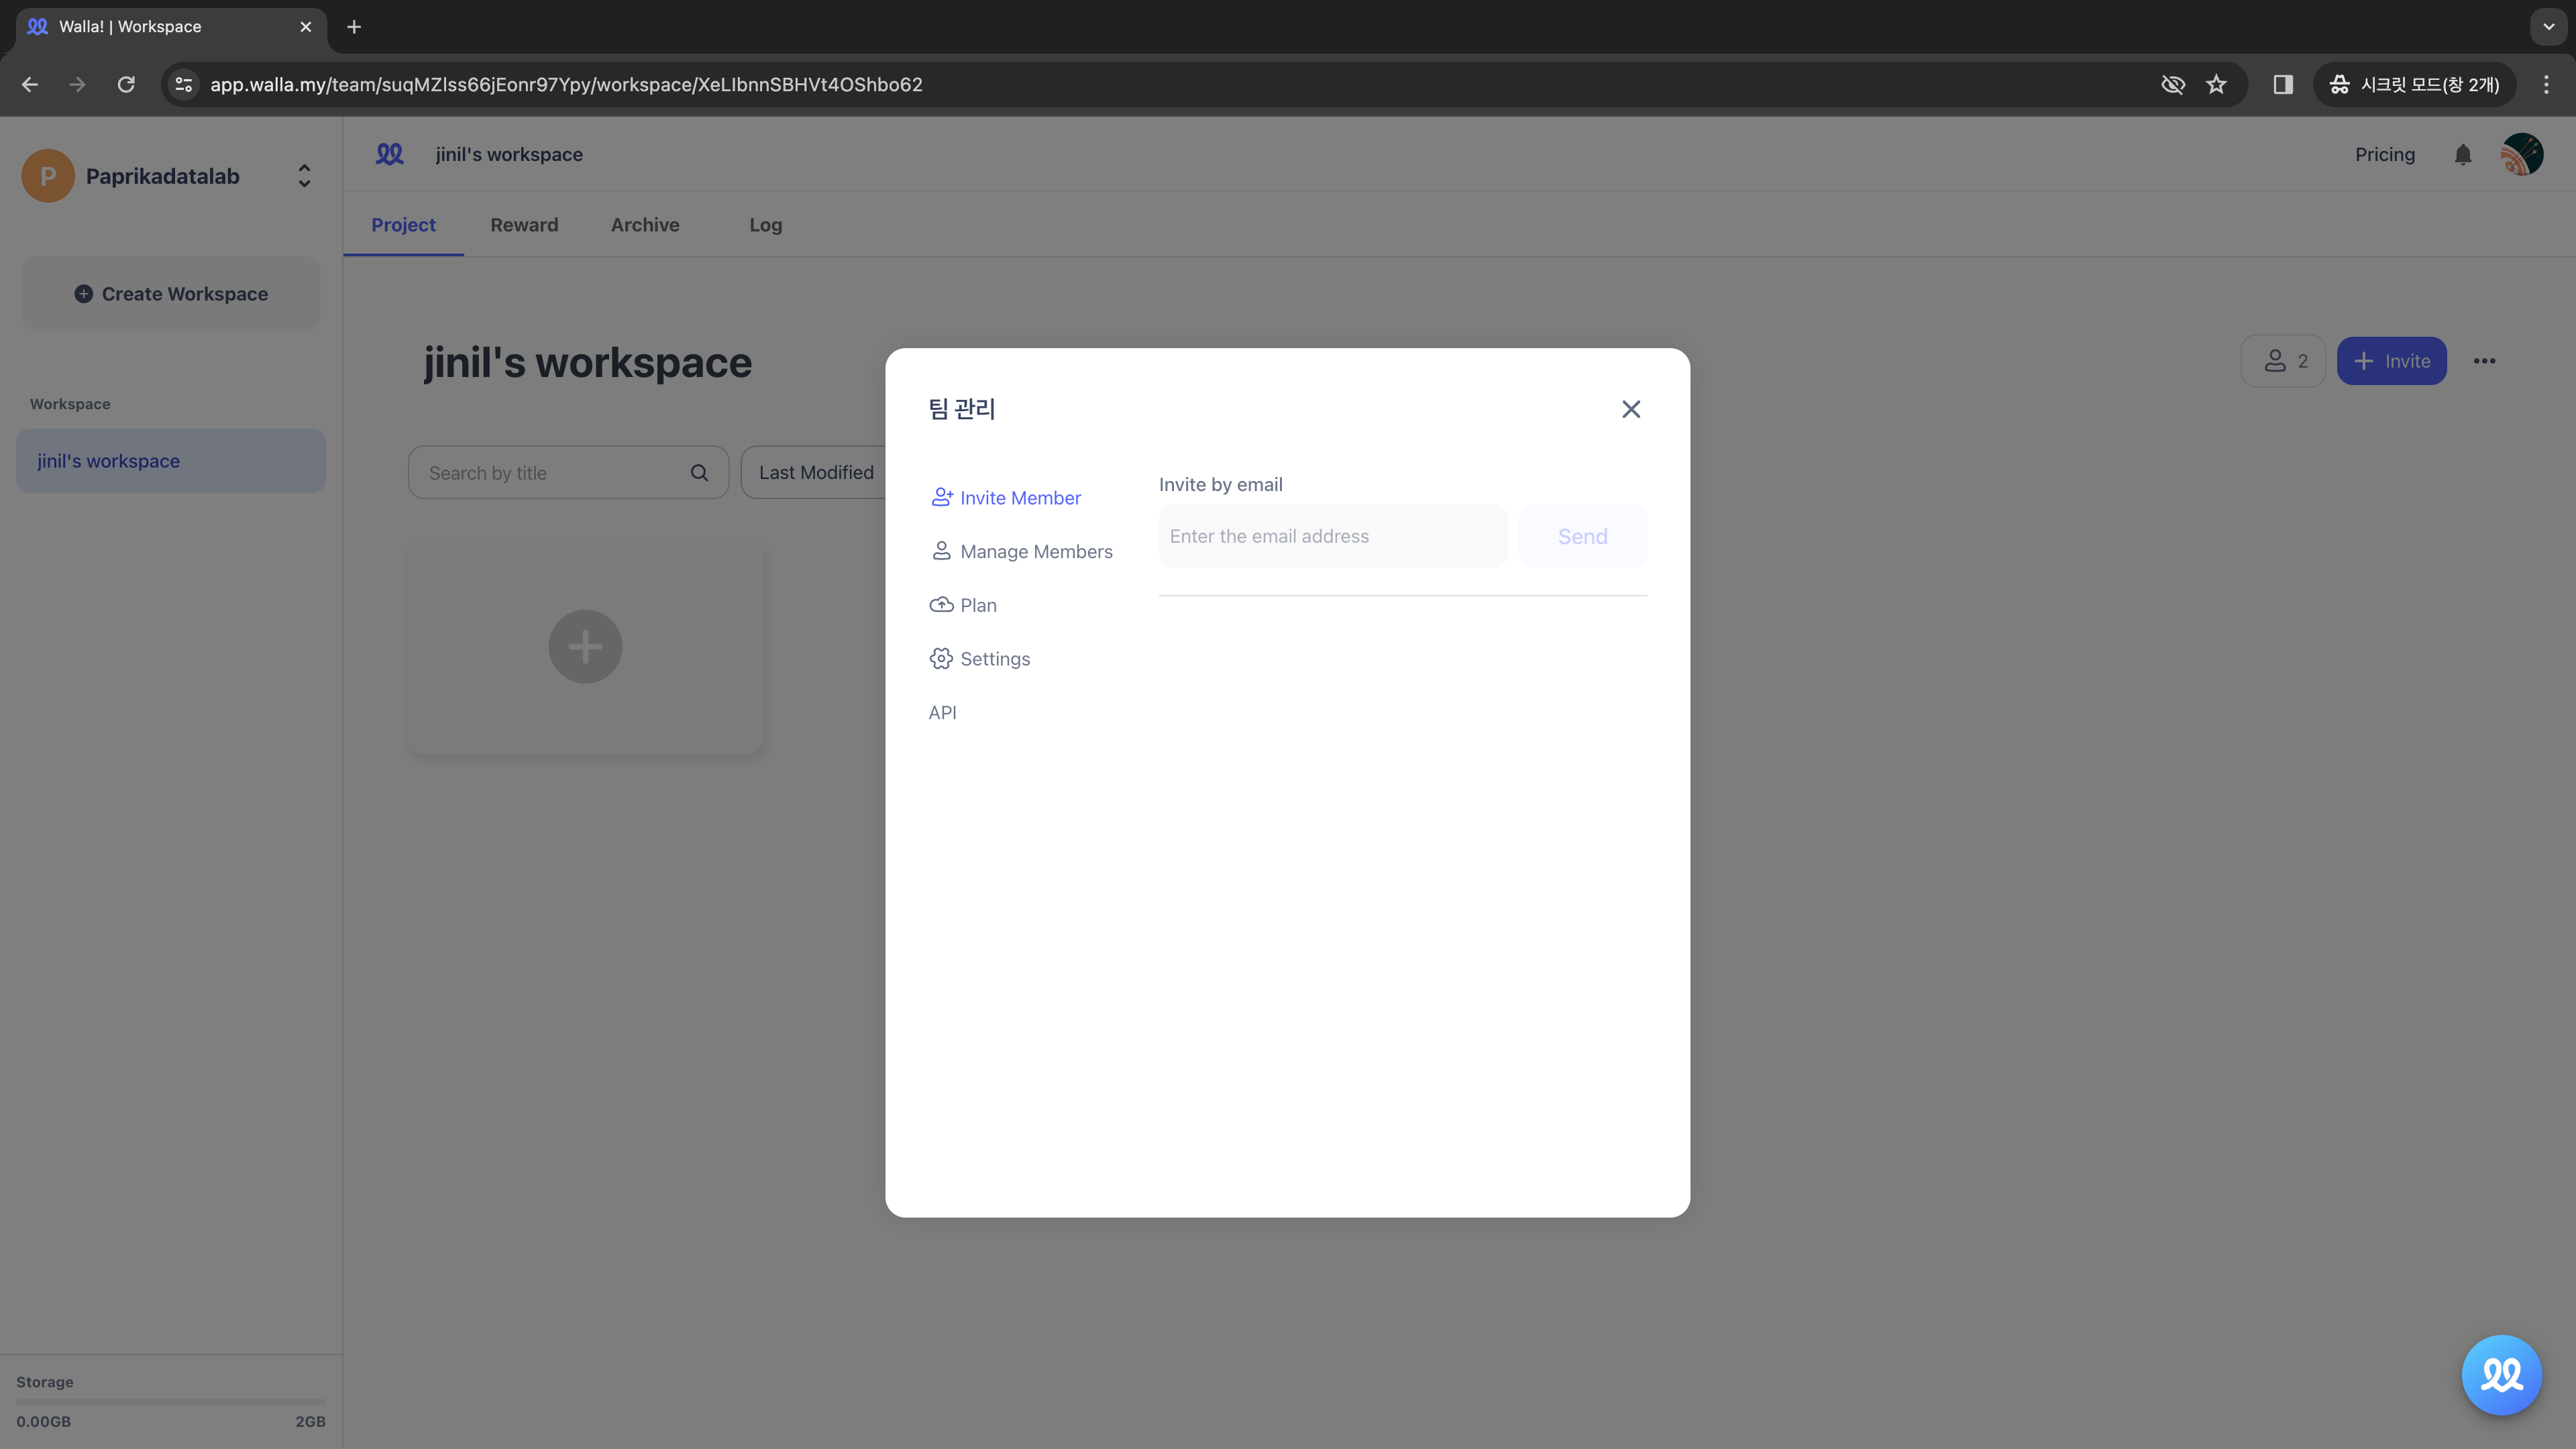 Walla! | Workspace
app.walla.my/team/suqMZlss66jEonr97Ypy/workspace/XeLIbnnSBHVt4OShbo62
시크릿 모드(창 2개)
P Paprikadatalab
jinil's workspace
Pricing
Project Reward Archive Log
Create Workspace
jinil's workspace
2
Invite
Workspace
jinil's workspace
Search by title
Last Modified
팀 관리
Invite Member
Manage Members
Plan
Settings
API
Invite by email
Enter the email address
Send
Storage
0.00GB 2GB